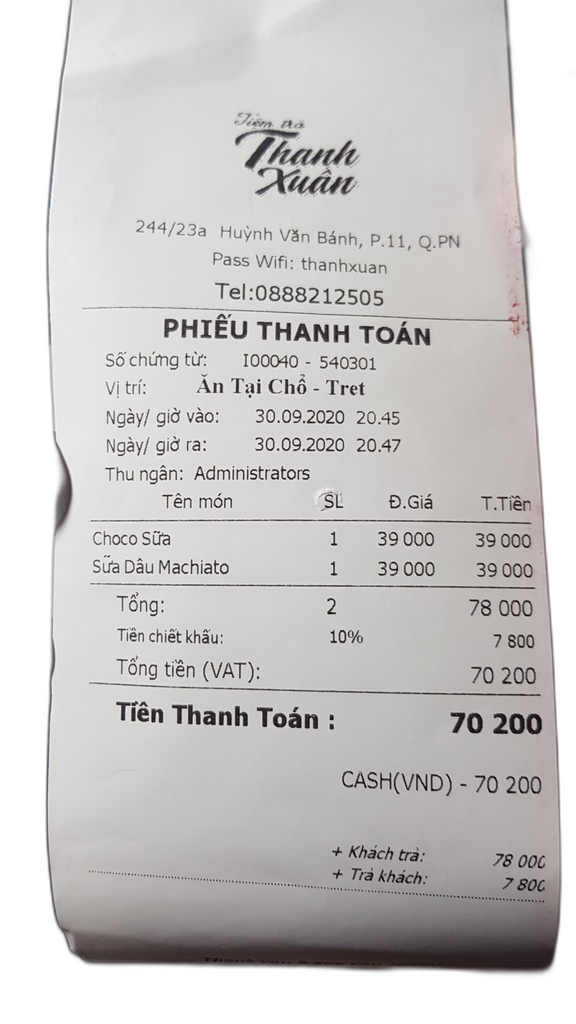 Tiệm trà
Thanh
Xuân
244/23a Huỳnh Văn Bánh, P.11, Q.PN
Pass Wifi: thanhxuan
Tel:0888212505
PHIẾU THANH TOÁN
Số chứng từ: I00040 - 540301
Vị trí: Ăn Tại Chổ - Tret
Ngày/ giờ vào: 30.09.2020 20.45
Ngày/ giờ ra: 30.09.2020 20.47
Thu ngân: Administrators
Tên món SL Đ.Giá T.Tiền
Choco Sữa 1 39 000 39 000
Sữa Dâu Machiato 1 39 000 39 000
Tổng: 2 78 000
Tiền chiết khấu: 10% 7 800
Tổng tiền (VAT): 70 200
Tiền Thanh Toán : 70 200
CASH(VND) - 70 200
+ Khách trả: 78 000
+ Trả khách: 7 800